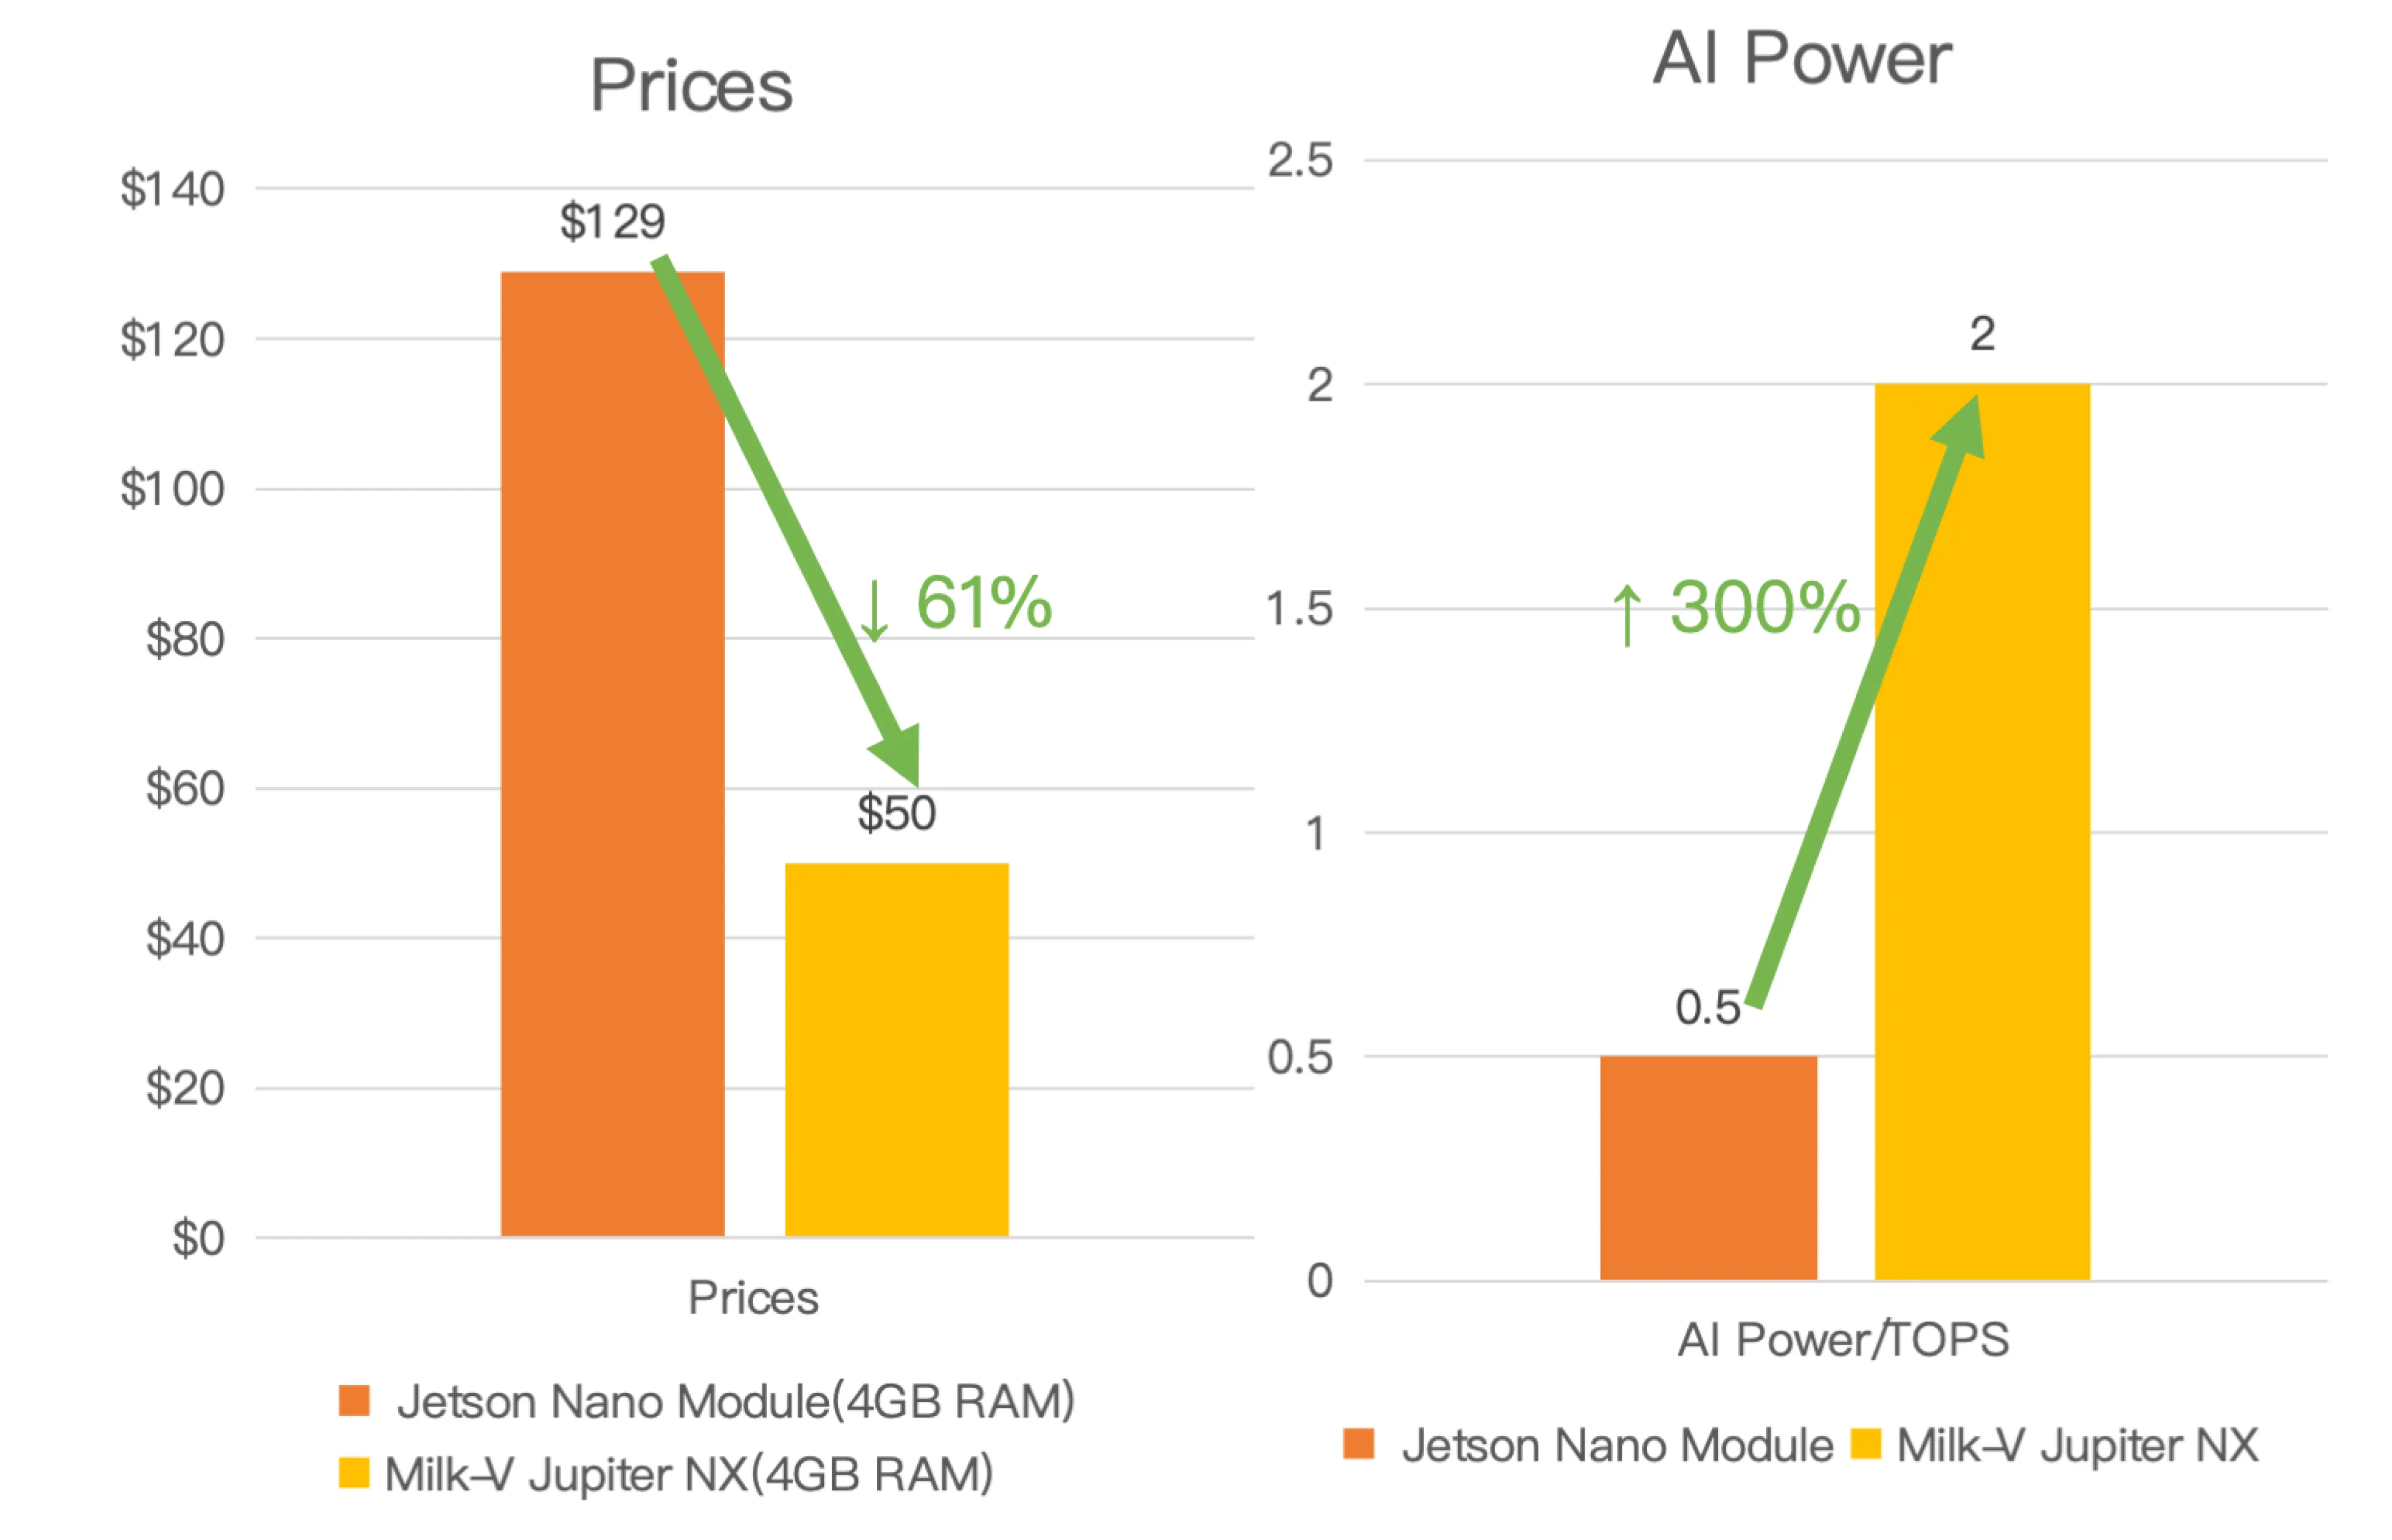 Prices
$140
$129
$120
$100
↓ 61%
$80
$60
$50
$40
$20
$0
Prices
Jetson Nano Module(4GB RAM)
Milk-V Jupiter NX(4GB RAM)
AI Power
2.5
2
2
↑ 300%
1.5
1
0.5
0.5
0
AI Power/TOPS
Jetson Nano Module Milk-V Jupiter NX